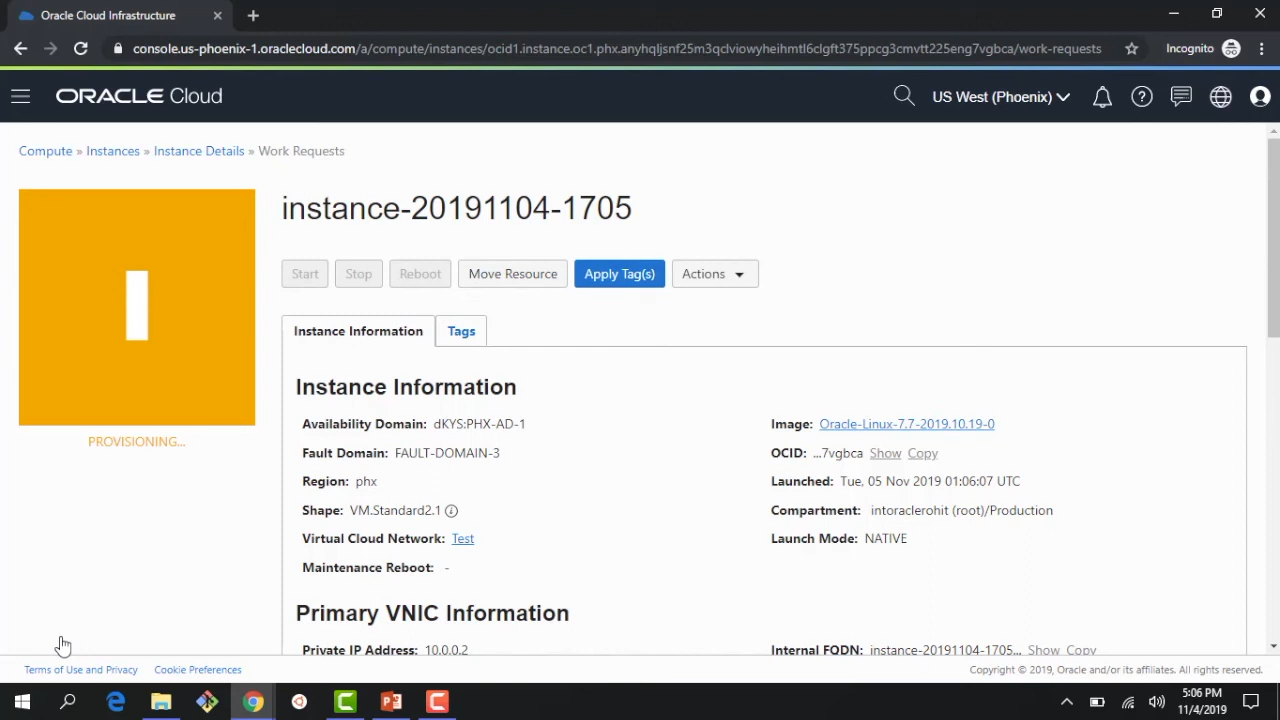 Oracle Cloud Infrastructure
console.us-phoenix-1.oraclecloud.com/a/compute/instances/ocid1.instance.oc1.phx.anyhqljsnf25m3qclviowyheihmtl6clgft375ppcg3cmvtt225eng7vgbca/work-requests
Incognito
ORACLE Cloud
US West (Phoenix)
Compute » Instances » Instance Details » Work Requests
I
PROVISIONING...
instance-20191104-1705
Start Stop Reboot Move Resource Apply Tag(s) Actions
Instance Information Tags
Instance Information
Availability Domain: dKYS:PHX-AD-1
Fault Domain: FAULT-DOMAIN-3
Region: phx
Shape: VM.Standard2.1
Virtual Cloud Network: Test
Maintenance Reboot: -
Image: Oracle-Linux-7.7-2019.10.19-0
OCID: ...7vgbca Show Copy
Launched: Tue, 05 Nov 2019 01:06:07 UTC
Compartment: intoraclerohit (root)/Production
Launch Mode: NATIVE
Primary VNIC Information
Private IP Address: 10.0.0.2
Internal FQDN: instance-20191104-1705... Show Copy
Terms of Use and Privacy Cookie Preferences
Copyright © 2019, Oracle and/or its affiliates. All rights reserved.
5:06 PM
11/4/2019